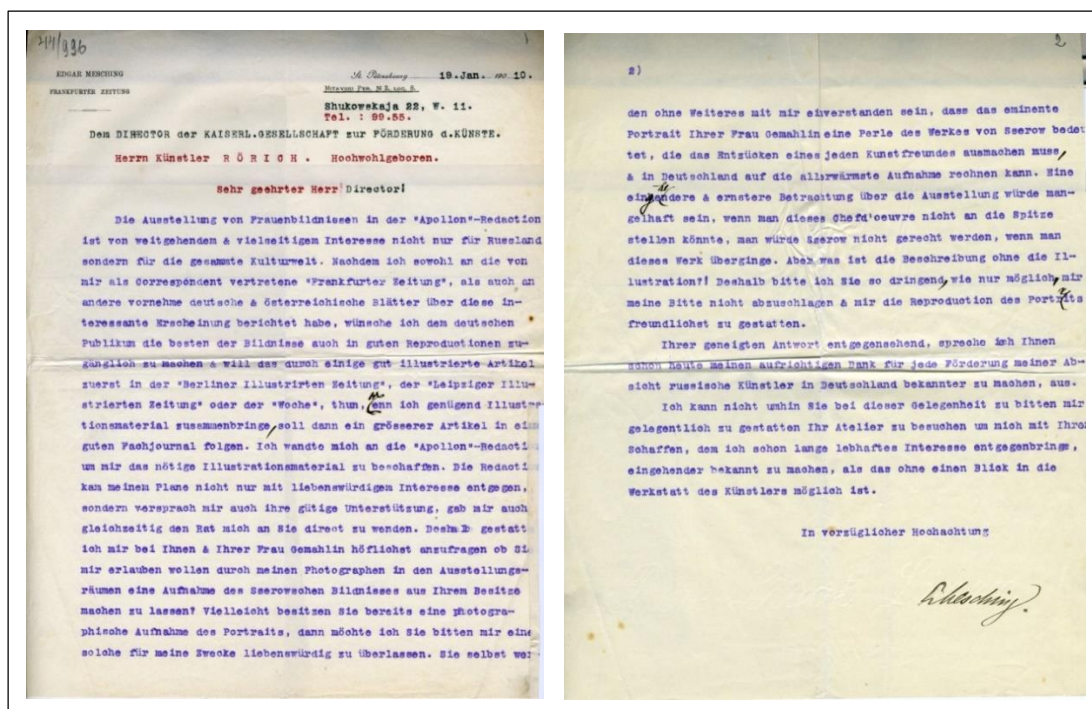 44/996
1
EDGAR MESCHING
FRANKFURTER ZEITUNG
St. Petersburg 19.Jan. 10.
Shukowskaja 22, W. 11.
Tel. : 99.55.
Dem DIRECTOR der KAISERL.GESELLSCHAFT zur FÖRDERUNG d.KÜNSTE.
Herrn Künstler RÖRICH. Hochwohlgeboren.
Sehr geehrter Herr Director!
Die Ausstellung von Frauenbildnissen in der "Apollon"-Redaction
ist von weitgehendem & vielseitigem Interesse nicht nur für Russland
sondern für die gesammte Kulturwelt. Nachdem ich sowohl an die von
mir als Correspondent vertretene "Frankfurter Zeitung", als auch an
andere vornehme deutsche & österreichische Blätter über diese in-
teressante Erscheinung berichtet habe, wünsche ich dem deutschen
Publikum die besten der Bildnisse auch in guten Reproductionen zu-
gänglich zu machen & will das durch einige gut illustrierte Artikel
zuerst in der "Berliner Illustrirten Zeitung", der "Leipziger Illu-
strierten Zeitung" oder der "Woche", thun, wenn ich genügend Illustra-
tionsmaterial zusammenbringe, soll dann ein grösserer Artikel in ein
guten Fachjournal folgen. Ich wandte mich an die "Apollon"-Redacti
um mir das nötige Illustrationsmaterial zu beschaffen. Die Redacti
kam meinem Plane nicht nur mit liebenswürdigem Interesse entgegen,
sondern versprach mir auch ihre gütige Unterstützung, gab mir auch
gleichzeitig den Rat mich an Sie direct zu wenden. Deshalb gestatt
ich mir bei Ihnen & Ihrer Frau Gemahlin höflichst anzufragen ob Si
mir erlauben wollen durch meinen Photographen in den Ausstellungs-
räumen eine Aufnahme des Sserowschen Bildnisses aus Ihrem Besitze
machen zu lassen? Vielleicht besitzen Sie bereits eine photogra-
phische Aufnahme des Portraits, dann möchte ich Sie bitten mir eine
solche für meine Zwecke liebenswürdig zu überlassen. Sie selbst wer-
2
2)
den ohne Weiteres mit mir einverstanden sein, dass das eminente
Portrait Ihrer Frau Gemahlin eine Perle des Werkes von Sserow bedeu
tet, die das Entzücken eines jeden Kunstfreundes ausmachen muss,
& in Deutschland auf die allerwärmste Aufnahme rechnen kann. Eine
eingehendere & ernstere Betrachtung über die Ausstellung würde man-
gelhaft sein, wenn man dieses Chefd'oeuvre nicht an die Spitze
stellen könnte, man würde Sserow nicht gerecht werden, wenn man
dieses Werk überginge. Aber was ist die Beschreibung ohne die Il-
lustration?! Deshalb bitte ich Sie so dringend, wie nur möglich, mir
meine Bitte nicht abzuschlagen & mir die Reproduction des Portraits
freundlichst zu gestatten.
Ihrer geneigten Antwort entgegensehend, spreche ich Ihnen
schon heute meinen aufrichtigen Dank für jede Förderung meiner Ab-
sicht russische Künstler in Deutschland bekannter zu machen, aus.
Ich kann nicht umhin Sie bei dieser Gelegenheit zu bitten mir
gelegentlich zu gestatten Ihr Atelier zu besuchen um mich mit Ihrem
Schaffen, dem ich schon lange lebhaftes Interesse entgegenbringe,
eingehender bekannt zu machen, als das ohne einen Blick in die
Werkstatt des Künstlers möglich ist.
In vorzüglicher Hochachtung
EMesching.